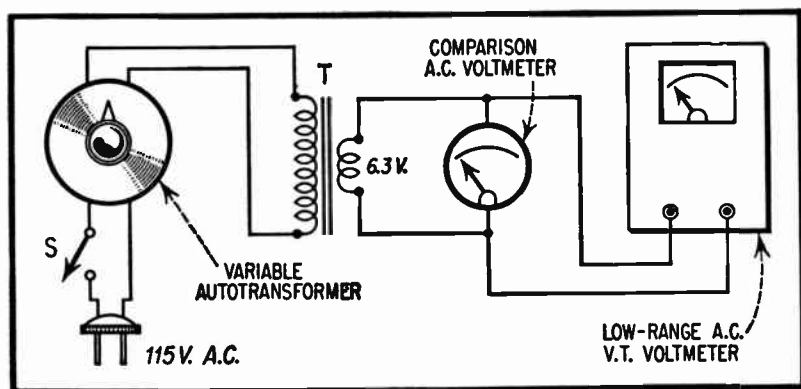 COMPARISON
A.C. VOLTMETER
T
6.3 V.
S
VARIABLE
AUTOTRANSFORMER
115 V. A.C.
LOW-RANGE A.C.
V.T. VOLTMETER